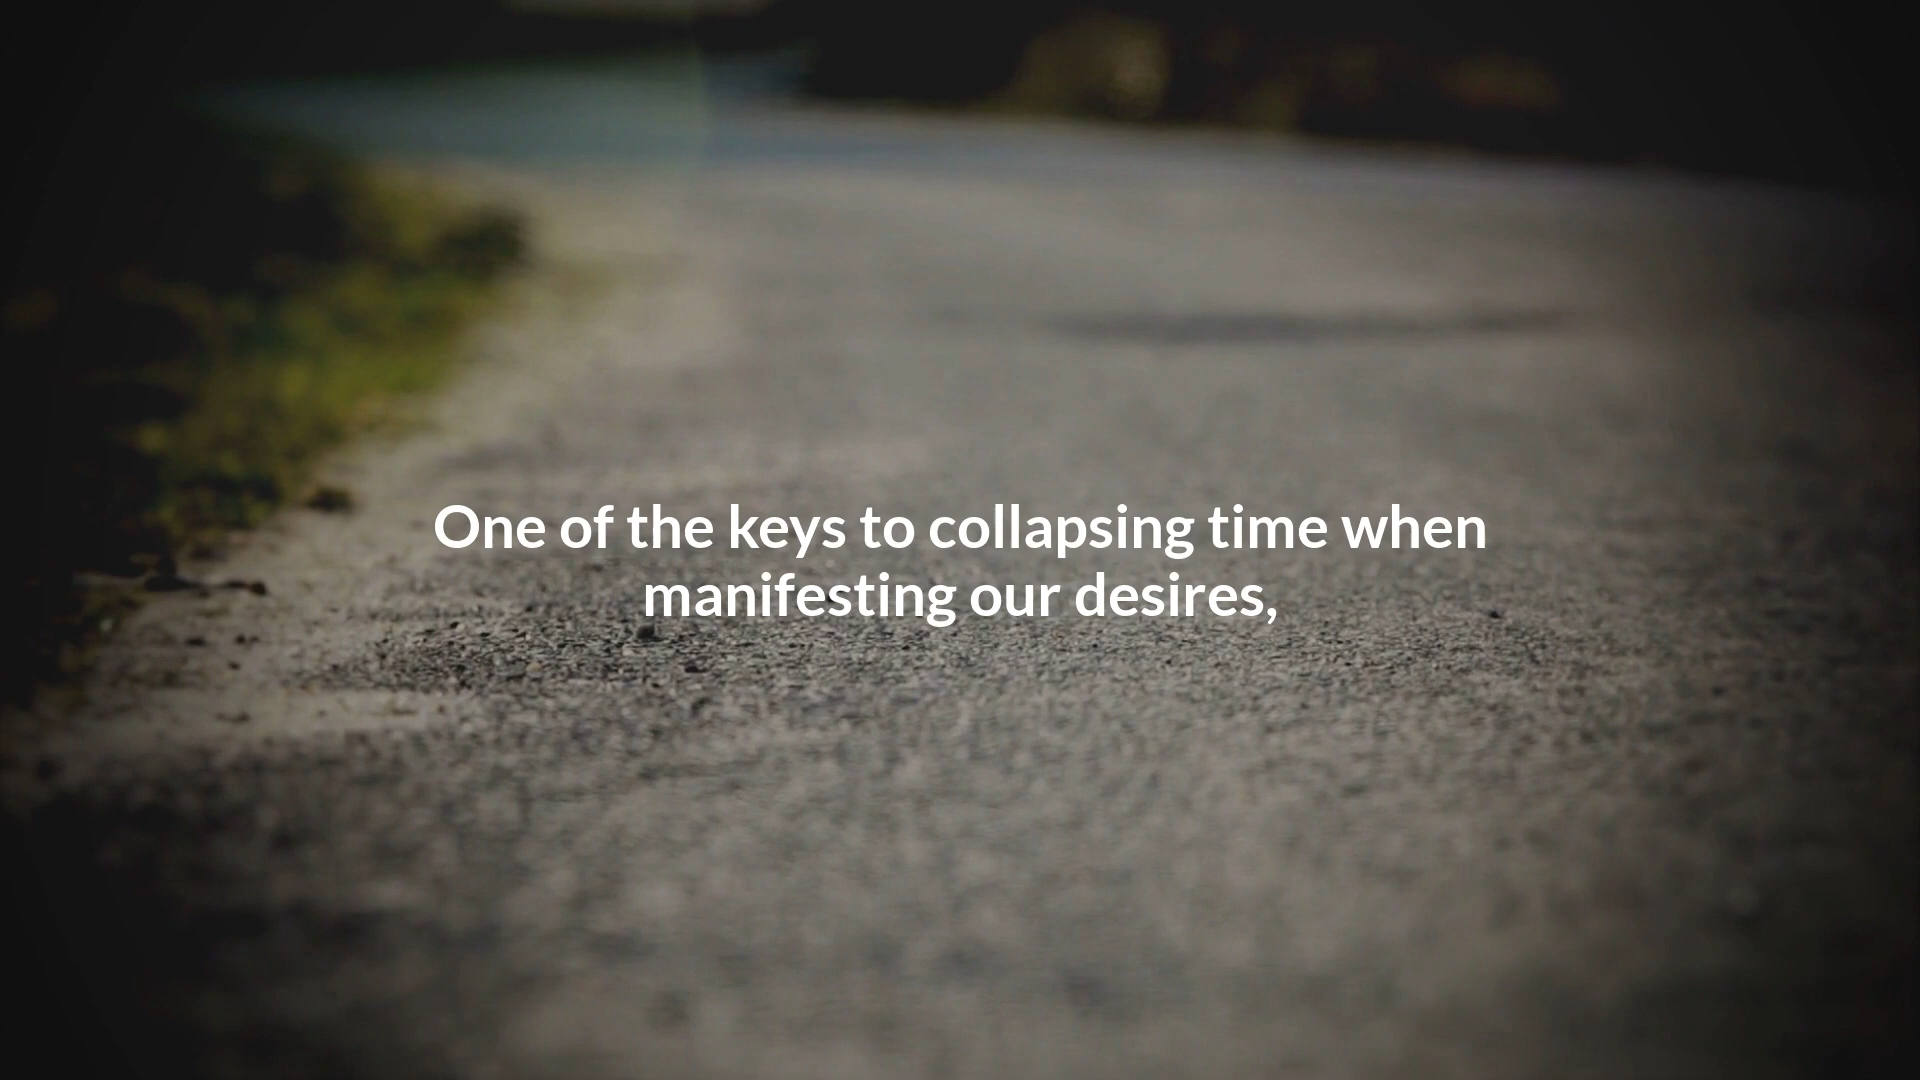 One of the keys to collapsing time when
manifesting our desires,